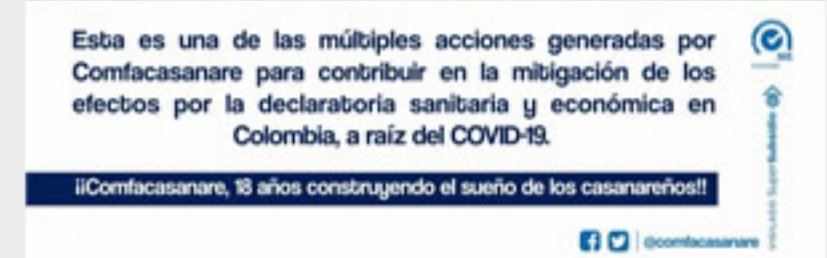 Esta es una de las múltiples acciones generadas por
Comfacasanare para contribuir en la mitigación de los
efectos por la declaratoria sanitaria y económica en
Colombia, a raíz del COVID-19.
¡¡Comfacasanare, 18 años construyendo el sueño de los casanareños!!
@comfacasanare
VIGILADO SuperSubsidio